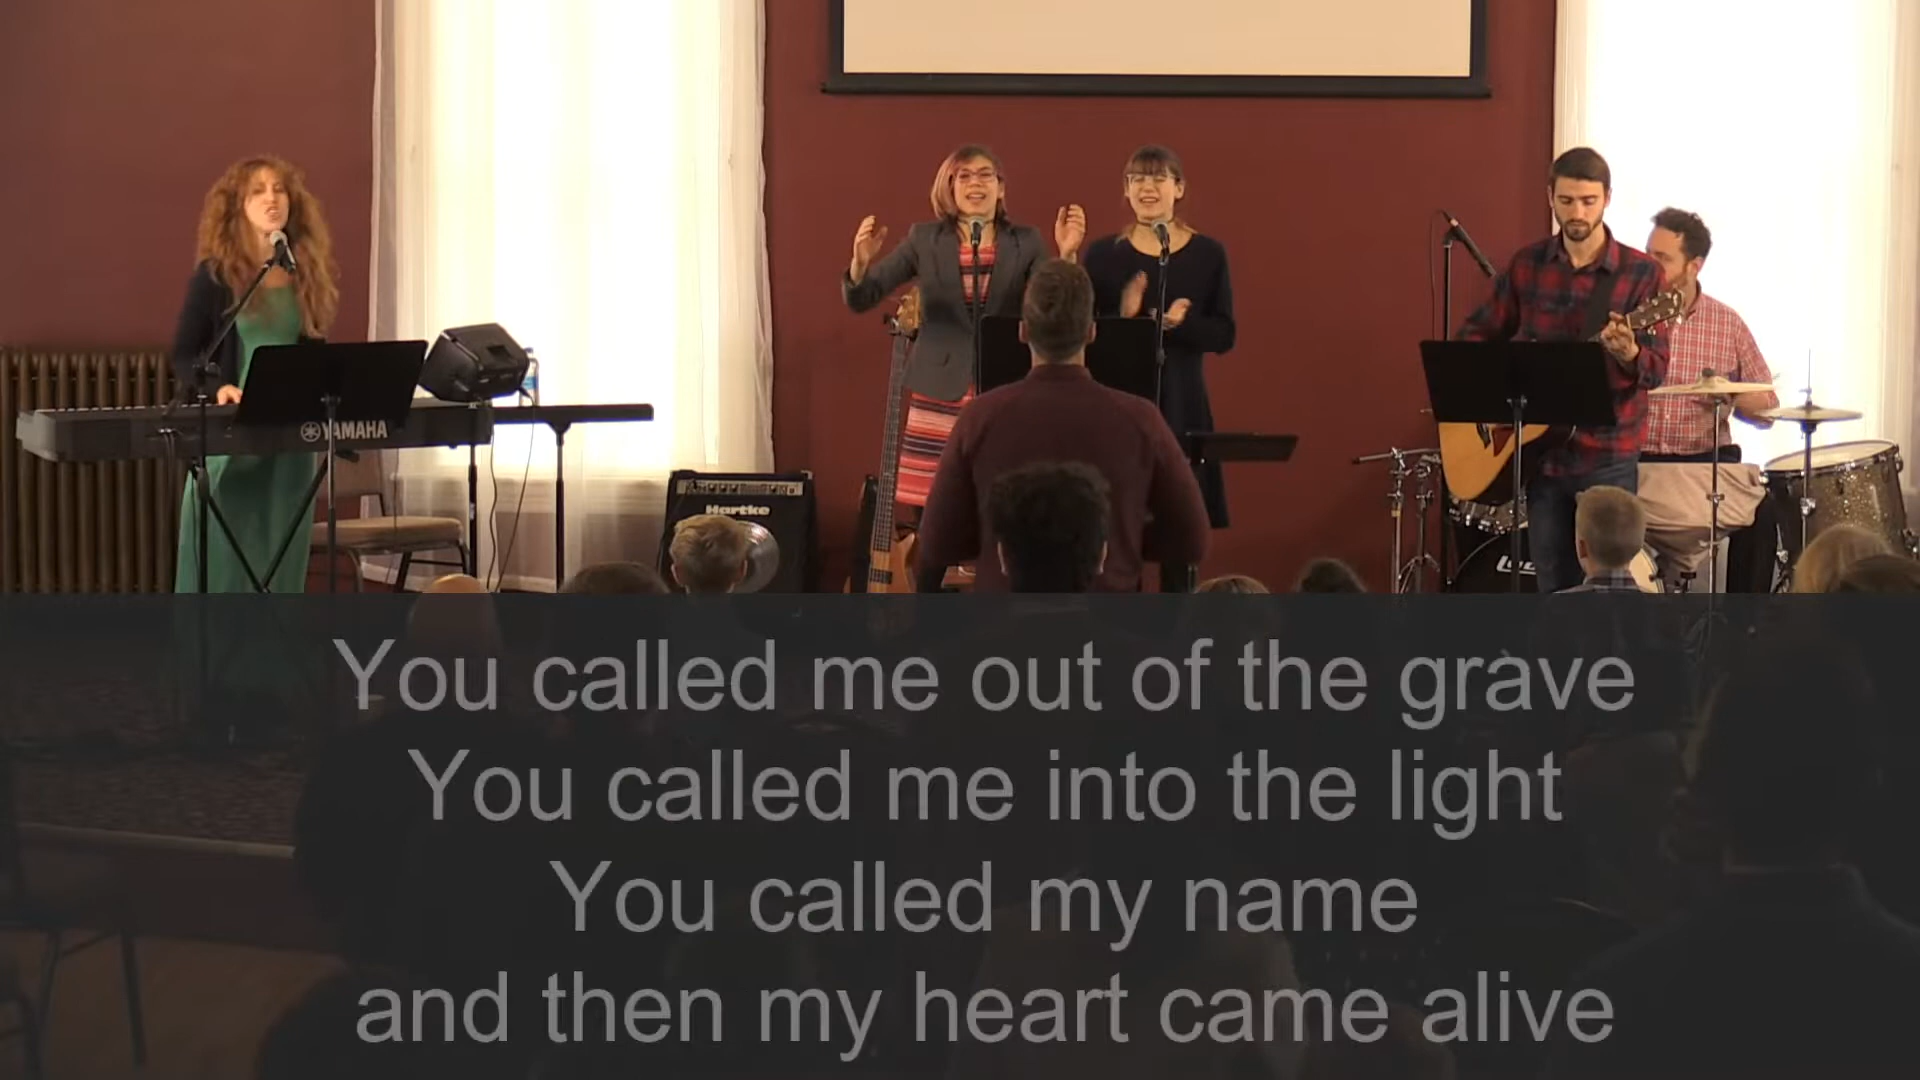 YAMAHA
Hartke
You called me out of the grave
You called me into the light
You called my name
and then my heart came alive